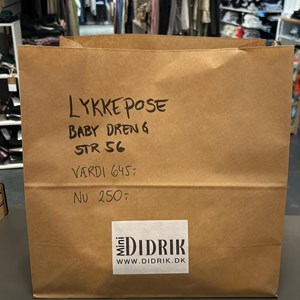 LYKKEPOSE
BABY DRENG
STR 56
VÆRDI 645,-
NU 250,-
Mini DIDRIK
WWW.DIDRIK.DK